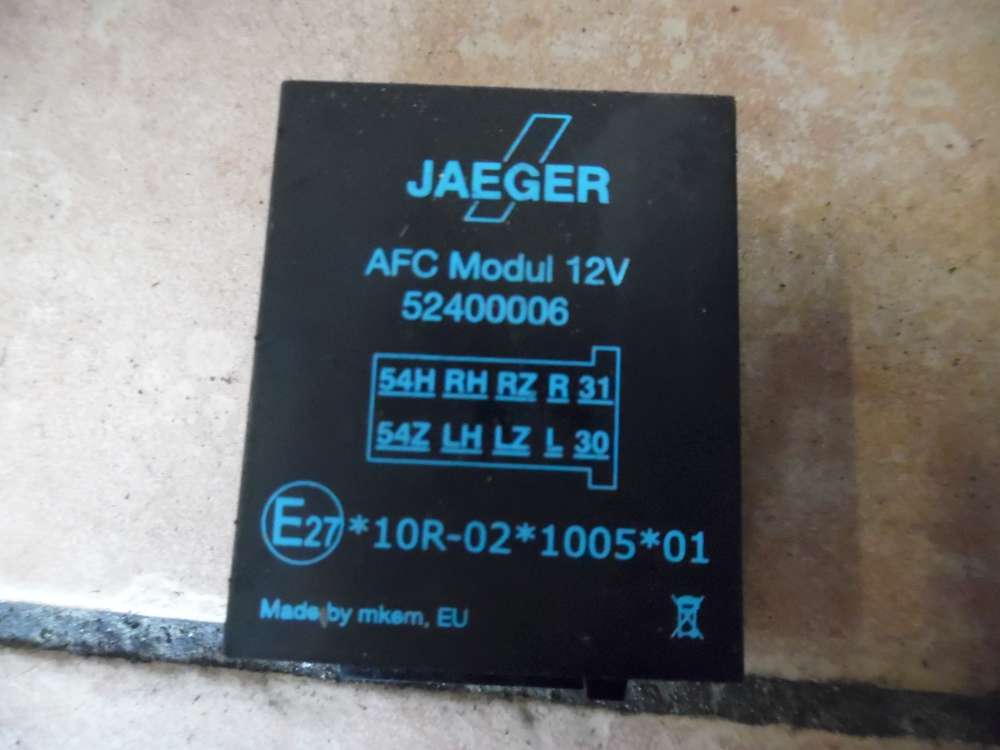 JAEGER
AFC Modul 12V
52400006
54H RH RZ R 31
54Z LH LZ L 30
E27 *10R-02*1005*01
Made by mkem, EU